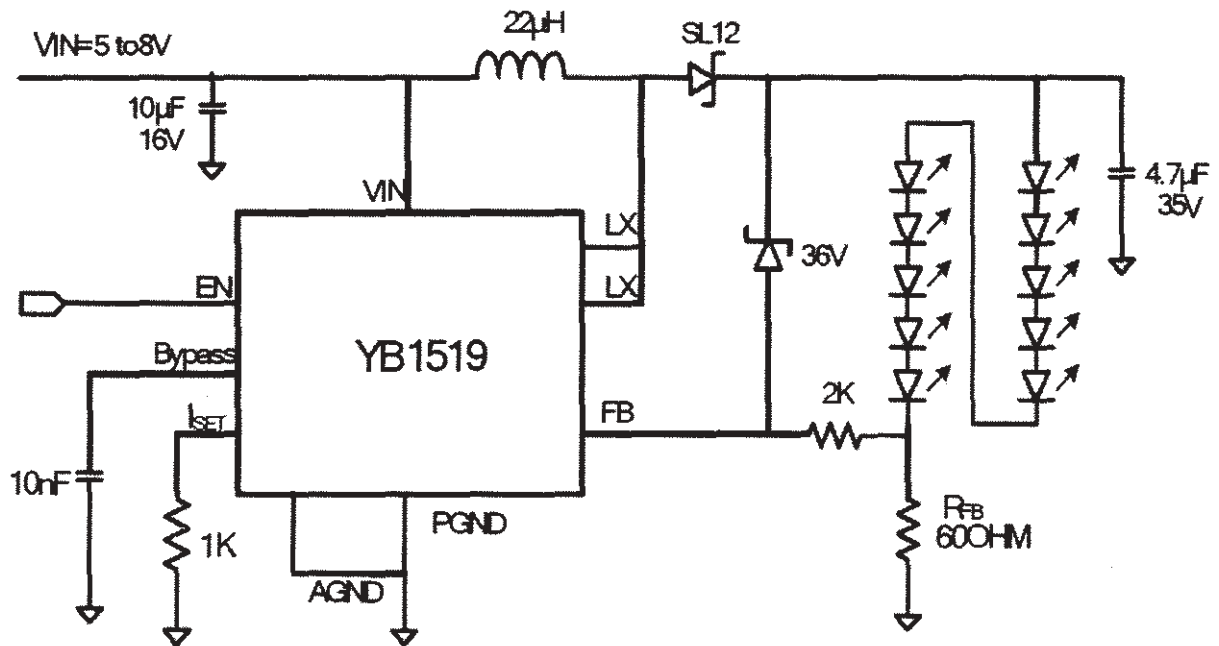 VIN=5 to8V
22µH
SL12
10µF
16V
VIN
LX
LX
EN
Bypass
ISET
YB1519
FB
36V
2K
4.7µF
35V
10nF
1K
PGND
AGND
RFB
60OHM